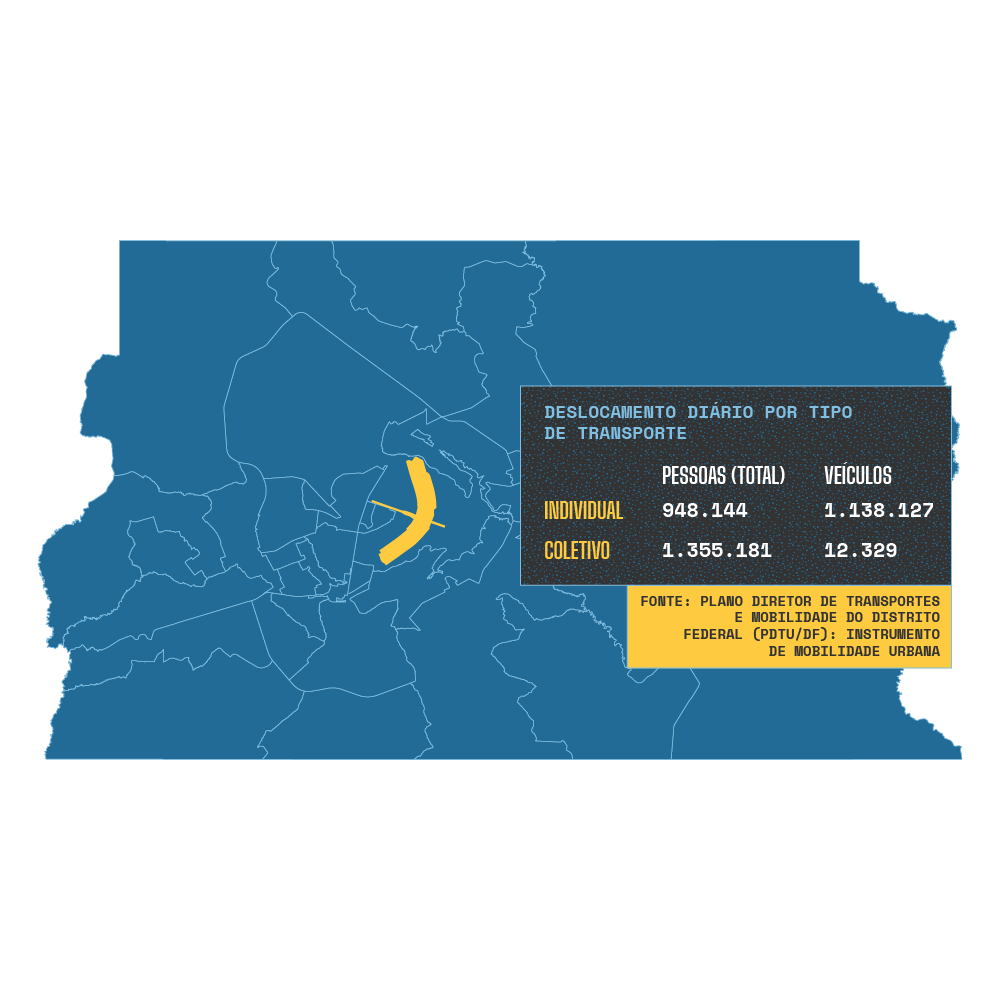 DESLOCAMENTO DIÁRIO POR TIPO
DE TRANSPORTE
PESSOAS (TOTAL) VEÍCULOS
INDIVIDUAL 948.144 1.138.127
COLETIVO 1.355.181 12.329
FONTE: PLANO DIRETOR DE TRANSPORTES
E MOBILIDADE DO DISTRITO
FEDERAL (PDTU/DF): INSTRUMENTO
DE MOBILIDADE URBANA